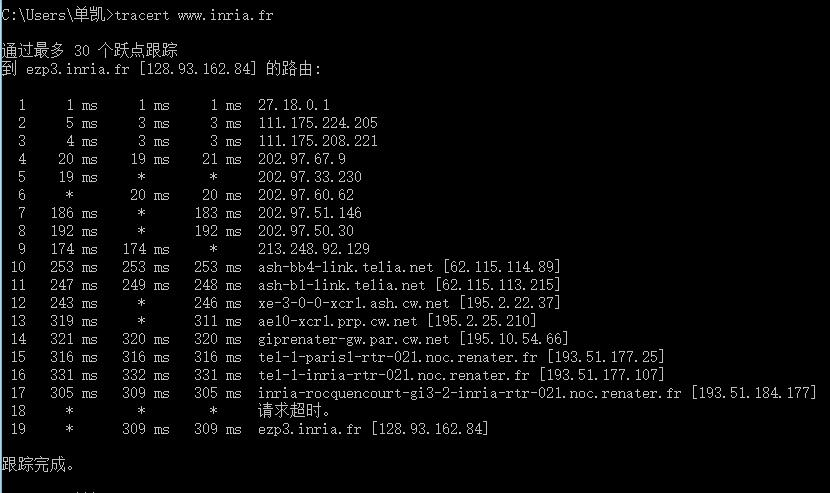 C:\Users\单凯>tracert www.inria.fr
通过最多 30 个跃点跟踪
到 ezp3.inria.fr [128.93.162.84] 的路由:
1 1 ms 1 ms 1 ms 27.18.0.1
2 5 ms 3 ms 3 ms 111.175.224.205
3 4 ms 3 ms 3 ms 111.175.208.221
4 20 ms 19 ms 21 ms 202.97.67.9
5 19 ms * * 202.97.33.230
6 * 20 ms 20 ms 202.97.60.62
7 186 ms * 183 ms 202.97.51.146
8 192 ms * 192 ms 202.97.50.30
9 174 ms 174 ms * 213.248.92.129
10 253 ms 253 ms 253 ms ash-bb4-link.telia.net [62.115.114.89]
11 247 ms 249 ms 248 ms ash-b1-link.telia.net [62.115.113.215]
12 243 ms * 246 ms xe-3-0-0-xcr1.ash.cw.net [195.2.22.37]
13 319 ms * 311 ms ae10-xcr1.prp.cw.net [195.2.25.210]
14 321 ms 320 ms 320 ms giprenater-gw.par.cw.net [195.10.54.66]
15 316 ms 316 ms 316 ms te1-1-paris1-rtr-021.noc.renater.fr [193.51.177.25]
16 331 ms 332 ms 331 ms te1-1-inria-rtr-021.noc.renater.fr [193.51.177.107]
17 305 ms 309 ms 305 ms inria-rocquencourt-gi3-2-inria-rtr-021.noc.renater.fr [193.51.184.177]
18 * * * 请求超时。
19 * 309 ms 309 ms ezp3.inria.fr [128.93.162.84]
跟踪完成。